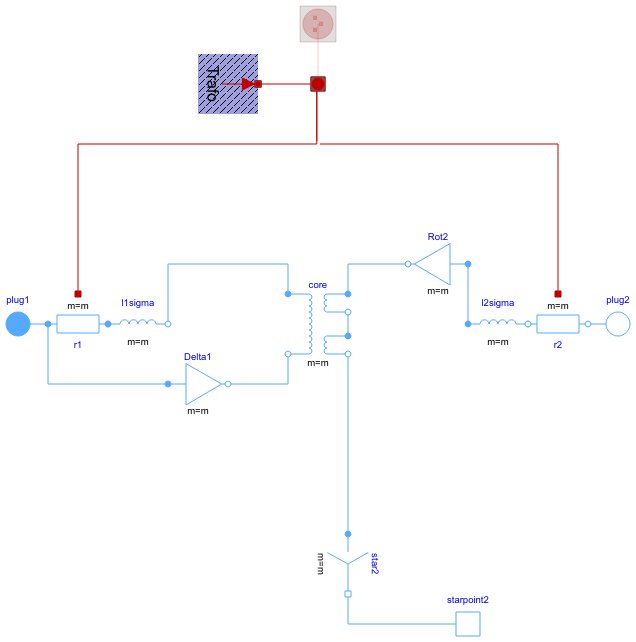 Trafo
Rot2
m=m
plug1
m=m
r1
l1sigma
m=m
core
m=m
l2sigma
m=m
m=m
r2
plug2
Delta1
m=m
m=m
star2
starpoint2